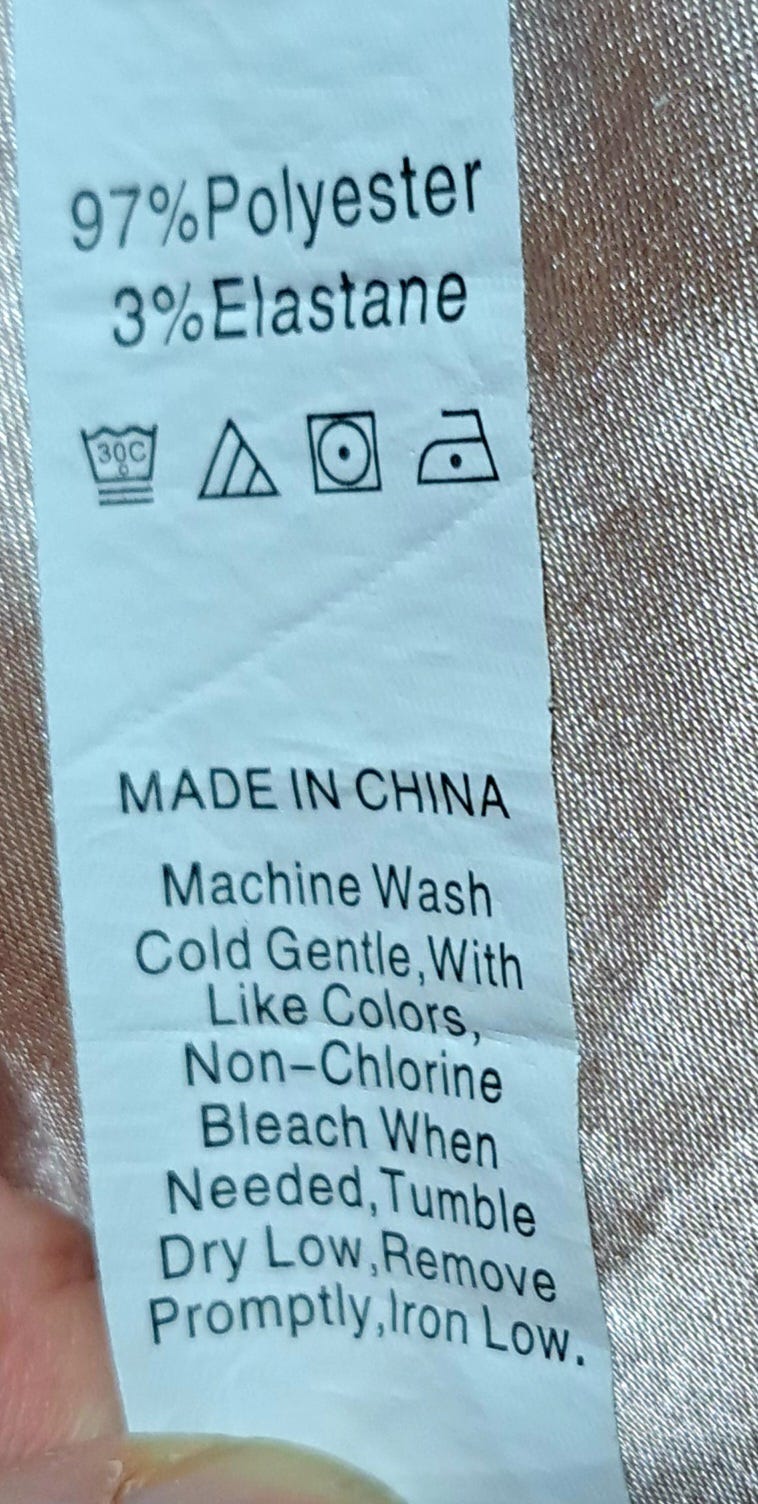 97%Polyester
3%Elastane
30C
MADE IN CHINA
Machine Wash
Cold Gentle,With
Like Colors,
Non-Chlorine
Bleach When
Needed,Tumble
Dry Low,Remove
Promptly,Iron Low.